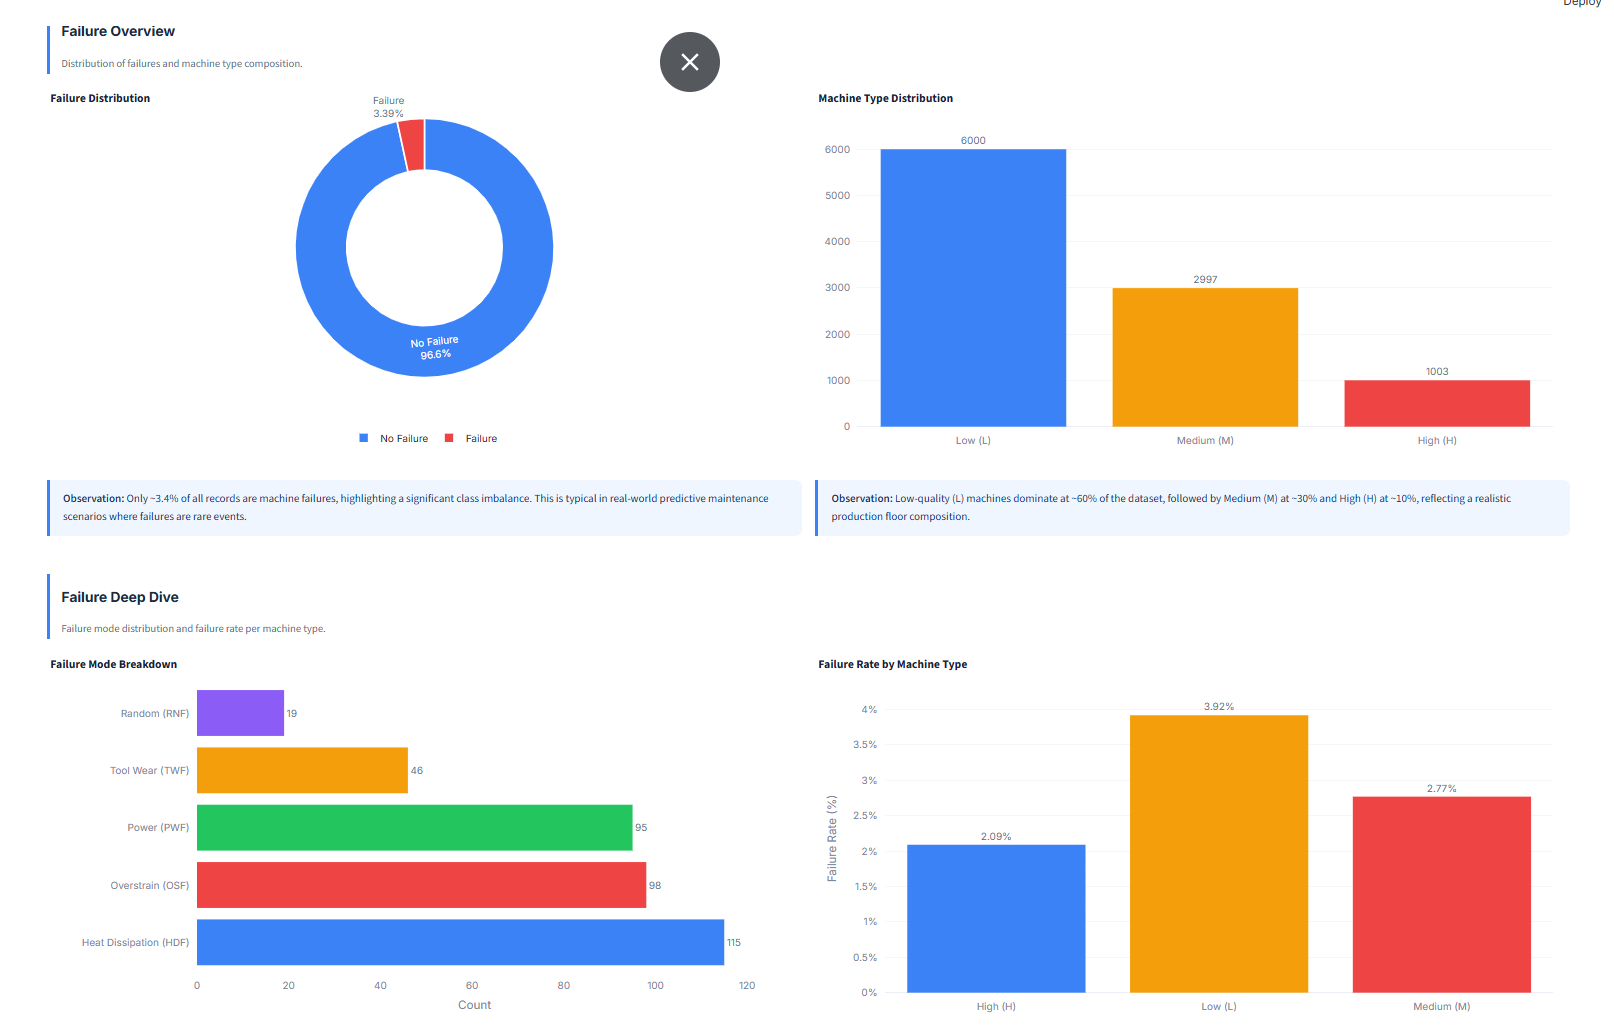 Deploy
Failure Overview
Distribution of failures and machine type composition.
Failure Distribution
Failure
3.39%
No Failure
96.6%
No Failure
Failure
Machine Type Distribution
6000
5000
4000
3000
2000
1000
0
6000
2997
1003
Low (L)
Medium (M)
High (H)
Observation: Only ~3.4% of all records are machine failures, highlighting a significant class imbalance. This is typical in real-world predictive maintenance
scenarios where failures are rare events.
Observation: Low-quality (L) machines dominate at ~60% of the dataset, followed by Medium (M) at ~30% and High (H) at ~10%, reflecting a realistic
production floor composition.
Failure Deep Dive
Failure mode distribution and failure rate per machine type.
Failure Mode Breakdown
Random (RNF)
19
Tool Wear (TWF)
46
Power (PWF)
95
Overstrain (OSF)
98
Heat Dissipation (HDF)
115
0
20
40
60
80
100
120
Count
Failure Rate by Machine Type
4%
3.5%
3%
2.5%
2%
1.5%
1%
0.5%
0%
Failure Rate (%)
2.09%
3.92%
2.77%
High (H)
Low (L)
Medium (M)